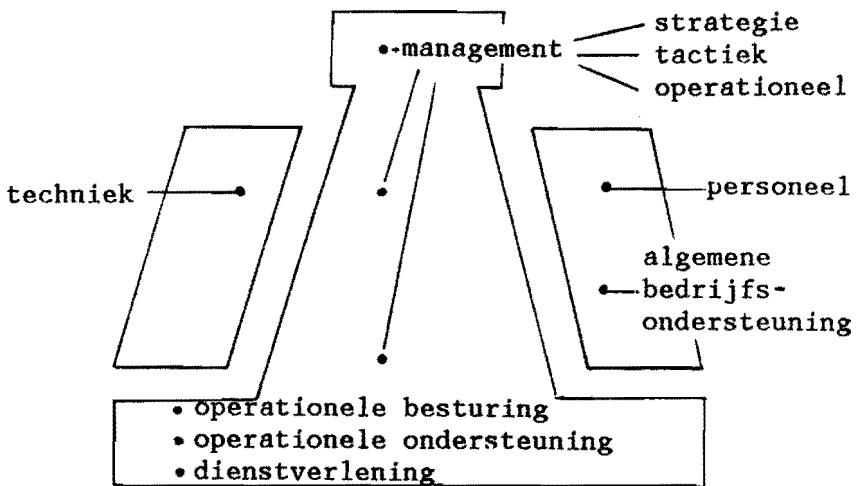 strategie
management
tactiek
operationeel
techniek
personeel
algemene
bedrijfs-
ondersteuning
• operationele besturing
• operationele ondersteuning
• dienstverlening